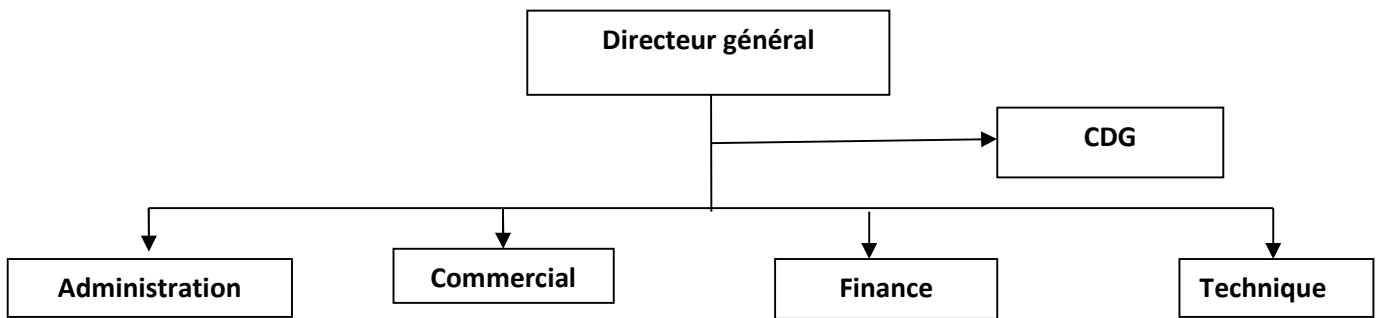 Directeur général
CDG
Administration
Commercial
Finance
Technique